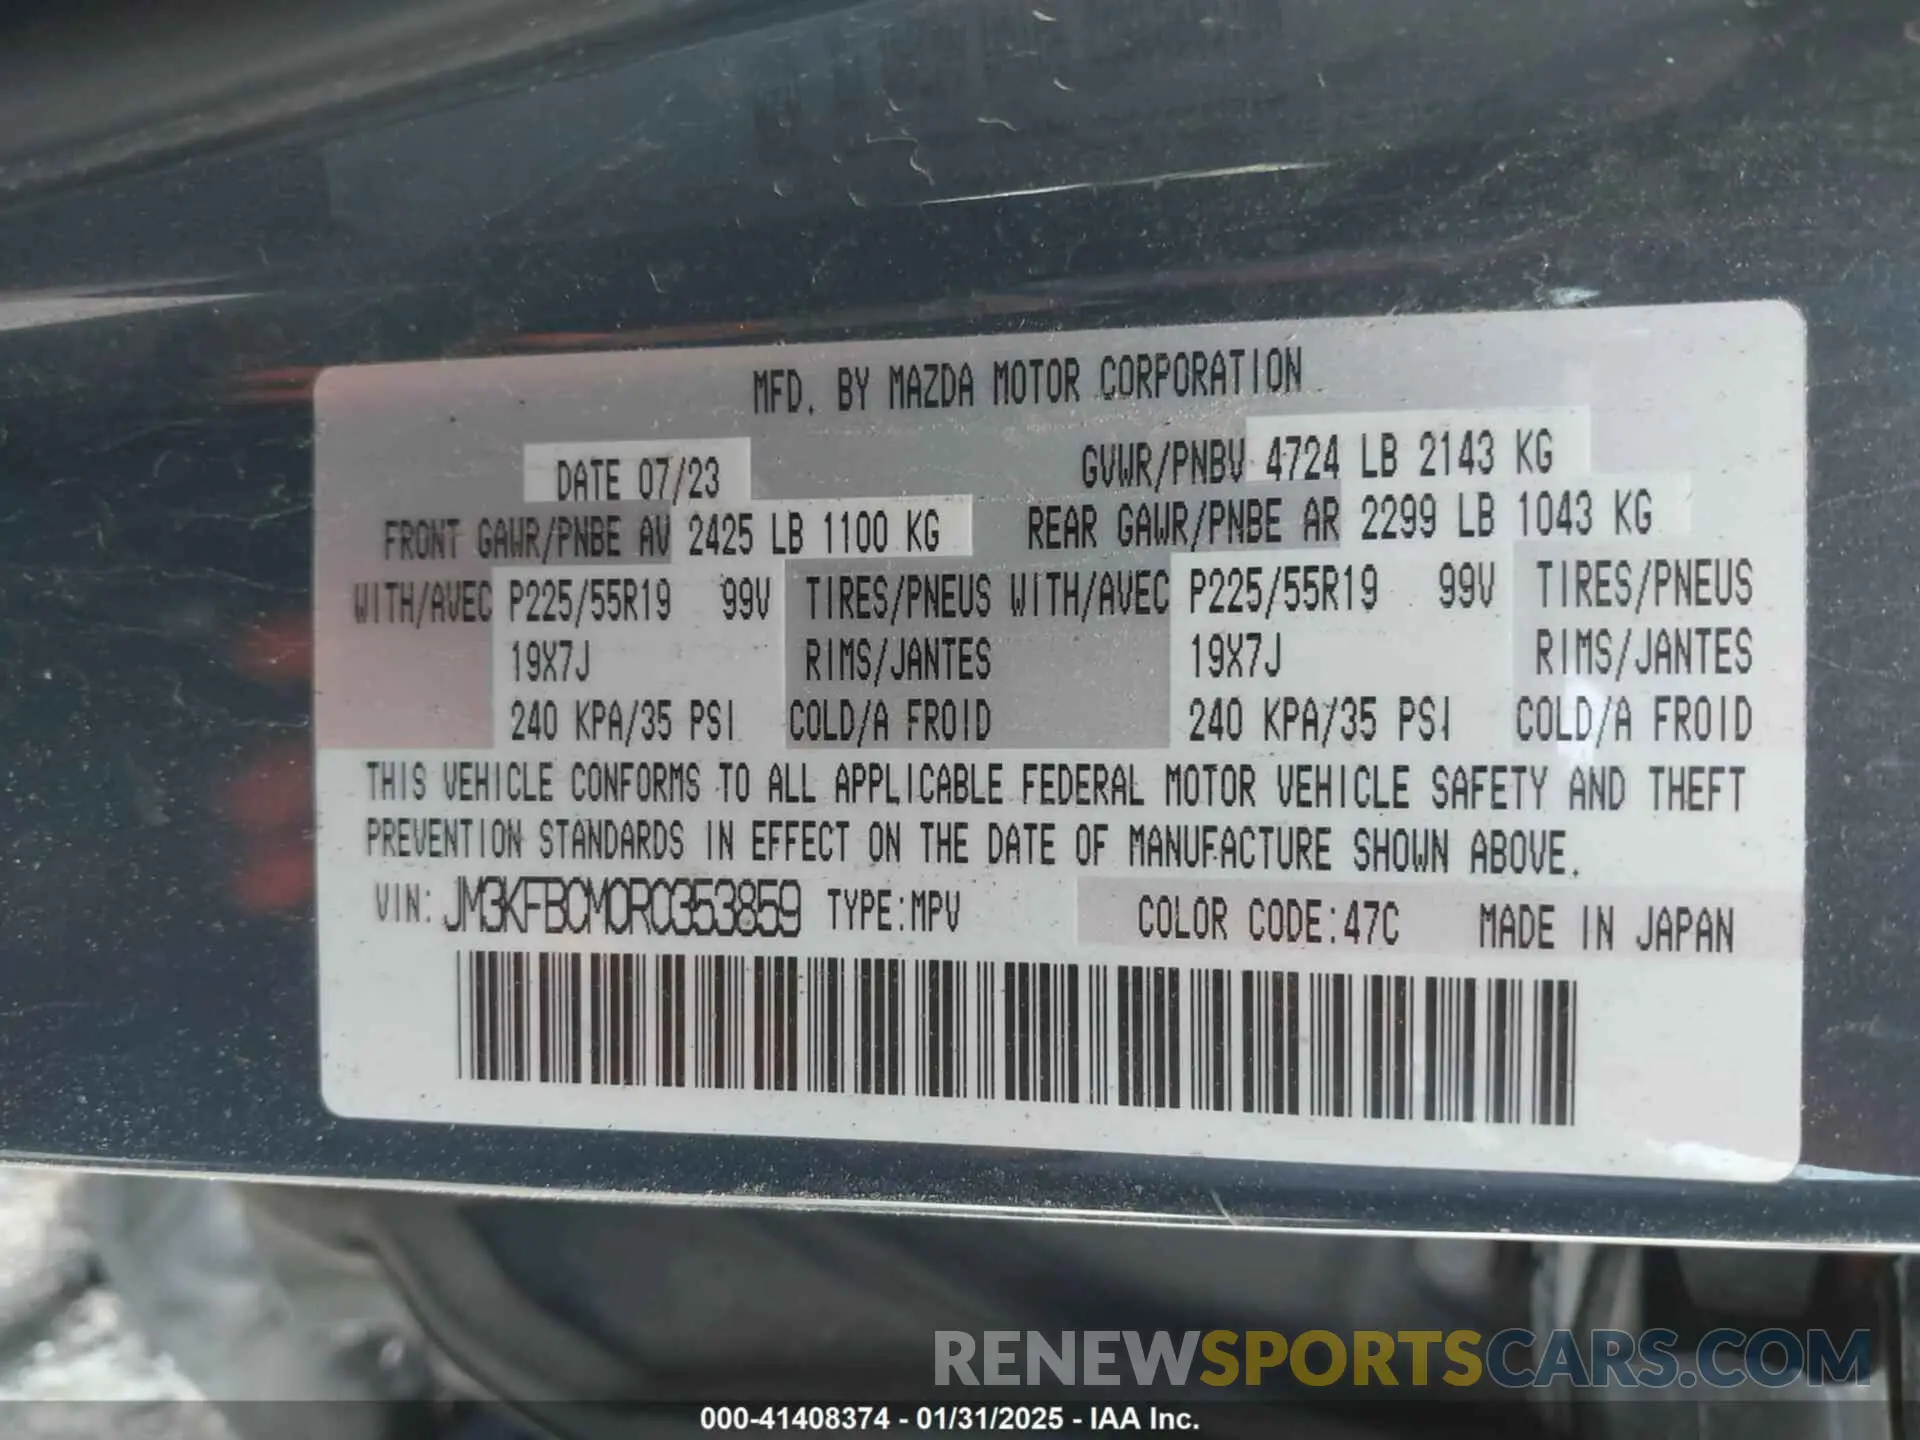 MFD. BY MAZDA MOTOR CORPORATION
DATE 07/23 GVWR/PNBV 4724 LB 2143 KG
FRONT GAWR/PNBE AV 2425 LB 1100 KG REAR GAWR/PNBE AR 2299 LB 1043 KG
WITH/AVEC P225/55R19 99V TIRES/PNEUS WITH/AVEC P225/55R19 99V TIRES/PNEUS
19X7J RIMS/JANTES 19X7J RIMS/JANTES
240 KPA/35 PSI COLD/A FROID 240 KPA/35 PSI COLD/A FROID
THIS VEHICLE CONFORMS TO ALL APPLICABLE FEDERAL MOTOR VEHICLE SAFETY AND THEFT
PREVENTION STANDARDS IN EFFECT ON THE DATE OF MANUFACTURE SHOWN ABOVE.
VIN: JM3KFBCM0R0353859 TYPE:MPV COLOR CODE:47C MADE IN JAPAN
RENEWSPORTSCARS.COM
000-41408374 - 01/31/2025 - IAA Inc.